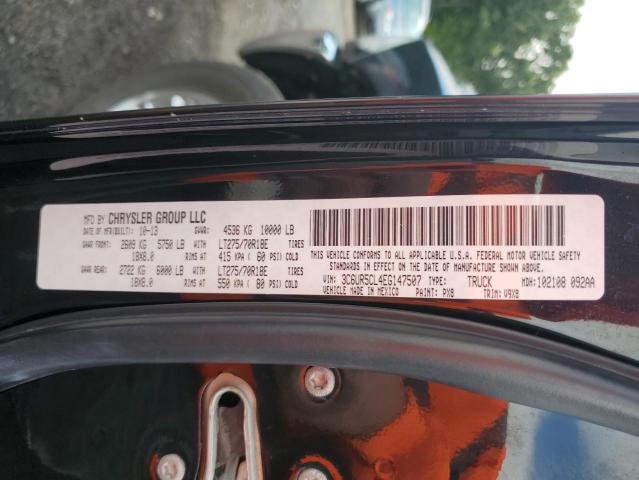 MFD BY CHRYSLER GROUP LLC
DATE OF MFR(BUILT): 10-13 GVWR: 4536 KG 10000 LB
GAWR FRONT: 2609 KG 5750 LB WITH LT275/70R18E TIRES
18X8.0 RIMS AT 415 KPA ( 60 PSI)
GAWR REAR: 2722 KG 6000 LB WITH LT275/70R18E TIRES
18X8.0 RIMS AT 550 KPA ( 80 PSI)
THIS VEHICLE CONFORMS TO ALL APPLICABLE U.S.A. FEDERAL MOTOR VEHICLE SAFETY
STANDARDS IN EFFECT ON THE DATE OF MANUFACTURE SHOWN ABOVE.
VIN: 3C6UR5CL4EG147507 TYPE: TRUCK MDH: 102108 092AA
VEHICLE MADE IN MEXICO PAINT: PX8 TRIM: V9X8